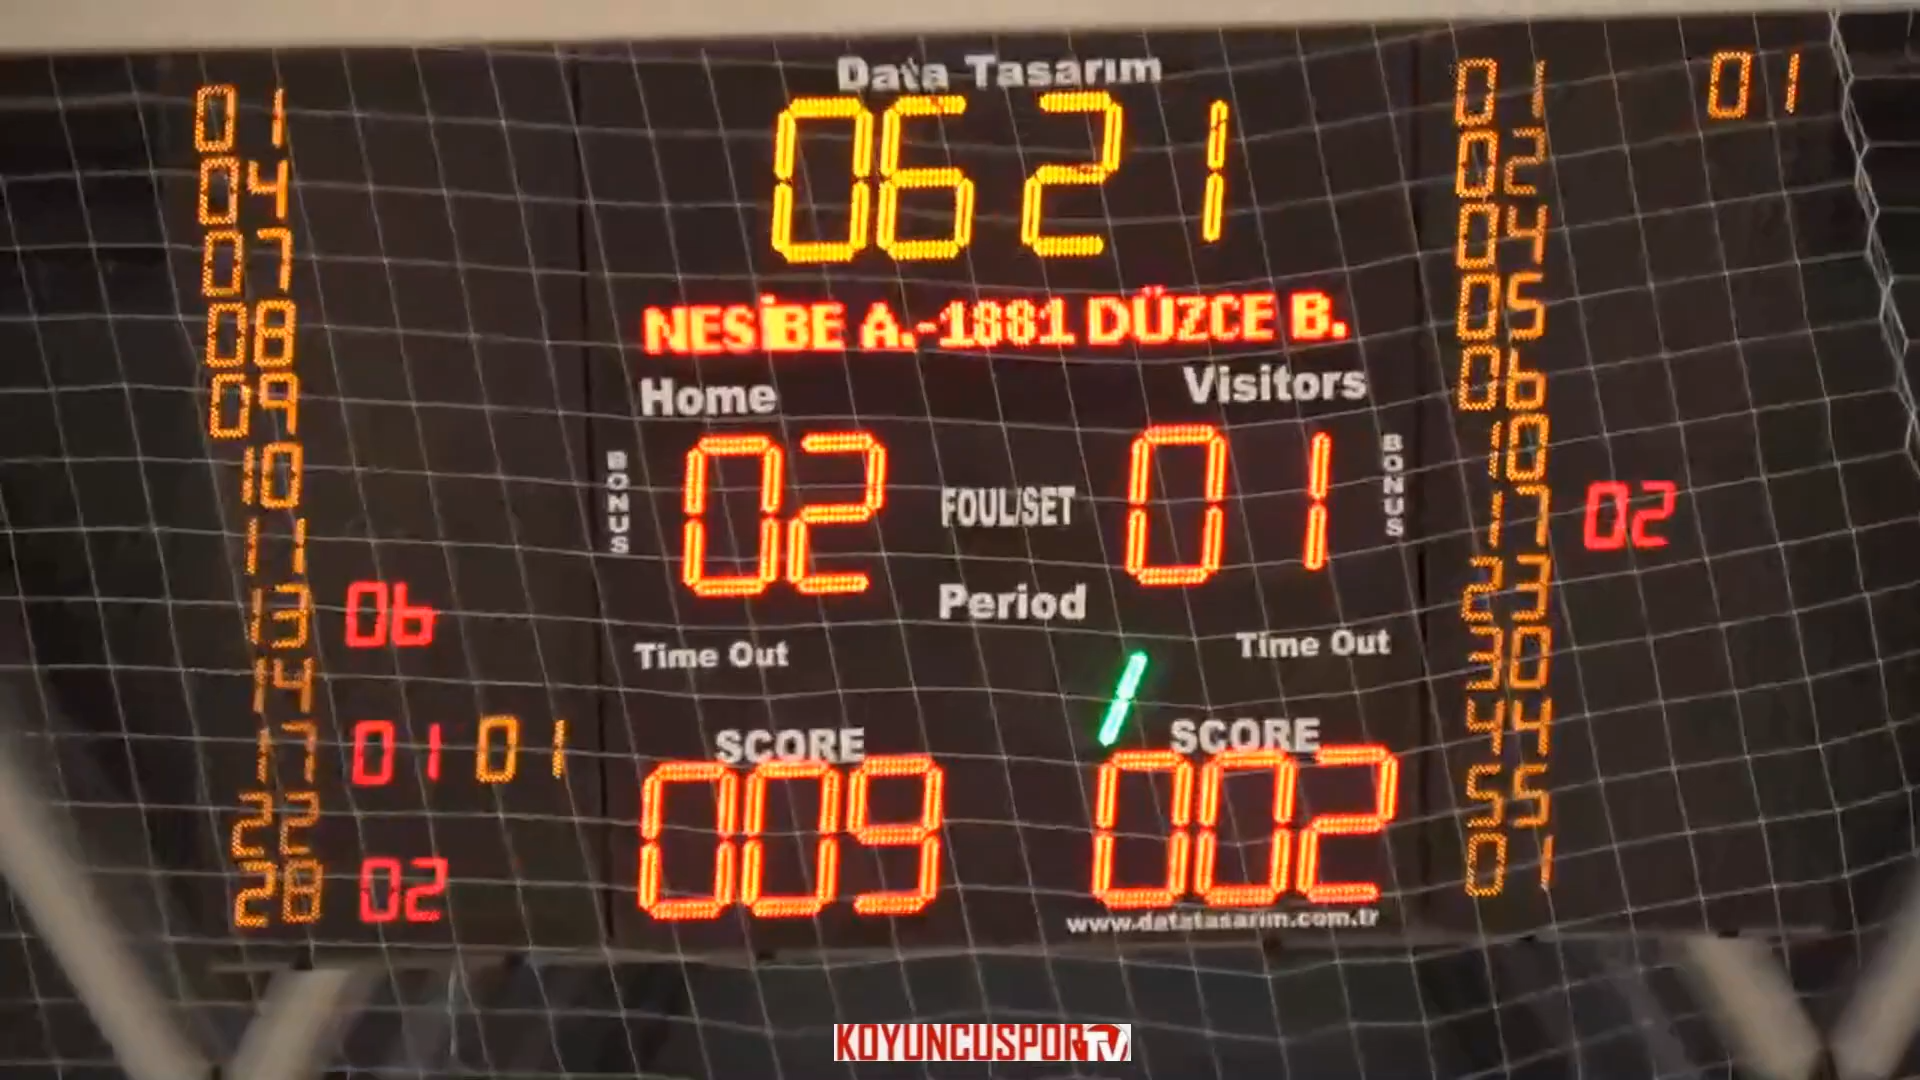 Data Tasarım
06 21
NESİBE A.-1881 DÜZCE B.
Home
Visitors
BONUS
02
FOUL/SET
01
BONUS
Period
1
Time Out
Time Out
SCORE
SCORE
009
002
www.datatasarim.com.tr
01
04
07
08
09
10
11
13 06
14
17 01 01
22
28 02
01 01
02
04
05
06
10
17 02
23
30
44
55
01
KOYUNCUSPORTV